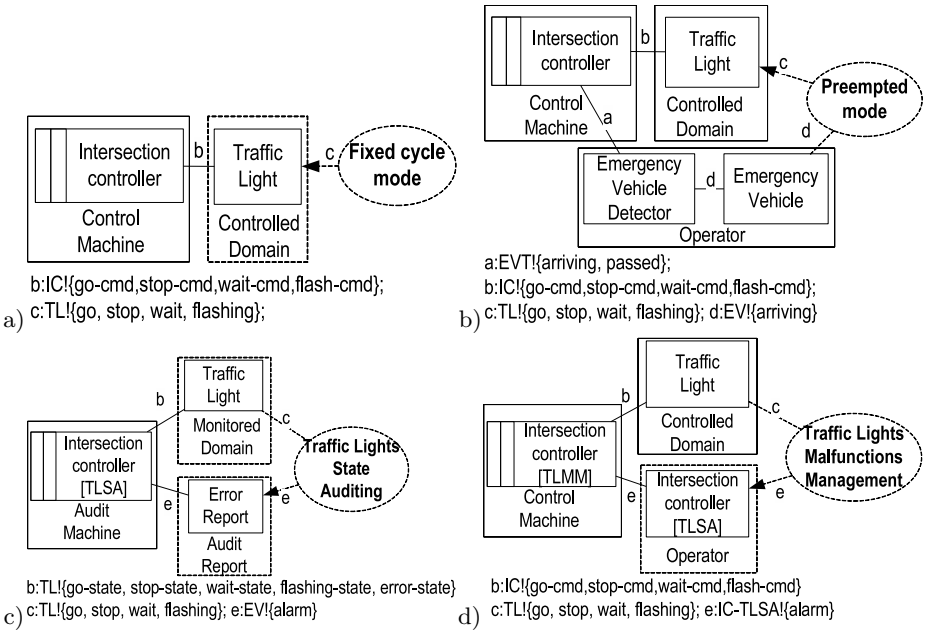 Intersection
controller
Control
Machine
b
Traffic
Light
Controlled
Domain
c
Fixed cycle
mode
b:IC!{go-cmd,stop-cmd,wait-cmd,flash-cmd};
a) c:TL!{go, stop, wait, flashing};
Intersection
controller
Control
Machine
b
Traffic
Light
Controlled
Domain
c
Preempted
mode
a
d
Emergency
Vehicle
Detector
d
Emergency
Vehicle
Operator
a:EVT!{arriving, passed};
b:IC!{go-cmd,stop-cmd,wait-cmd,flash-cmd};
b) c:TL!{go, stop, wait, flashing}; d:EV!{arriving}
Traffic
Light
Monitored
Domain
b
c
Intersection
controller
[TLSA]
Audit
Machine
Traffic Lights
State
Auditing
e
Error
Report
e
Audit
Report
b:TL!{go-state, stop-state, wait-state, flashing-state, error-state}
c) c:TL!{go, stop, wait, flashing}; e:EV!{alarm}
Traffic
Light
Controlled
Domain
b
c
Intersection
controller
[TLMM]
Control
Machine
Traffic Lights
Malfunctions
Management
e
Intersection
controller
[TLSA]
e
Operator
b:IC!{go-cmd,stop-cmd,wait-cmd,flash-cmd}
d) c:TL!{go, stop, wait, flashing}; e:IC-TLSA!{alarm}